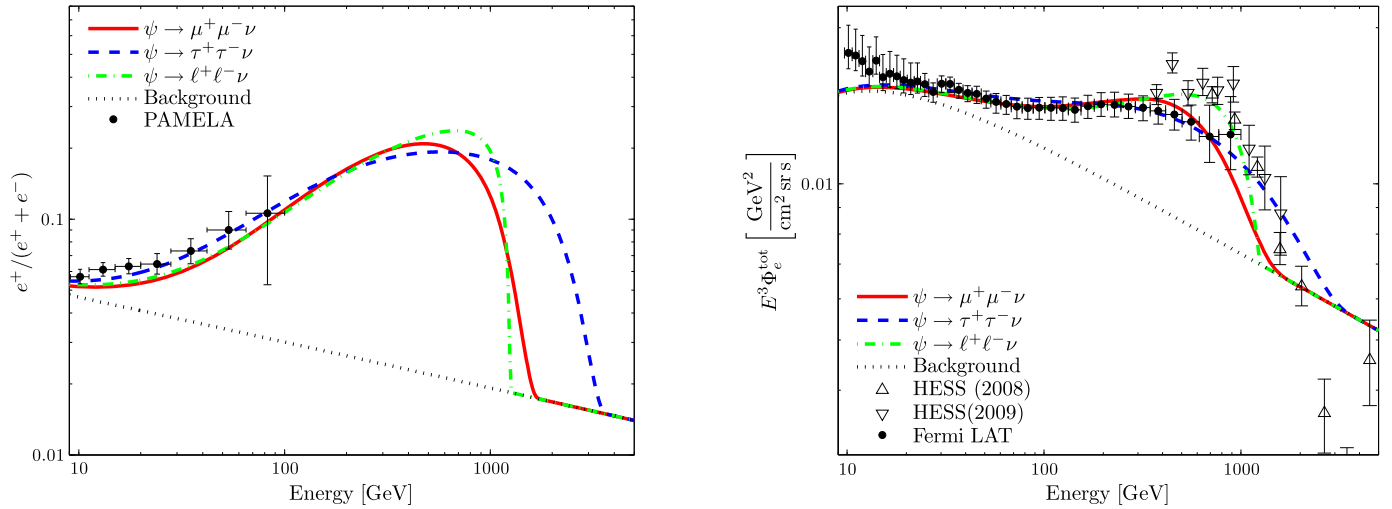 ψ → μ⁺μ⁻ν
ψ → τ⁺τ⁻ν
ψ → ℓ⁺ℓ⁻ν
Background
PAMELA
e⁺/(e⁺ + e⁻)
0.1
0.01
10
100
1000
Energy [GeV]
E³Φₑᵗᵒᵗ [GeV²/cm² sr s]
0.01
ψ → μ⁺μ⁻ν
ψ → τ⁺τ⁻ν
ψ → ℓ⁺ℓ⁻ν
Background
HESS (2008)
HESS(2009)
Fermi LAT
10
100
1000
Energy [GeV]